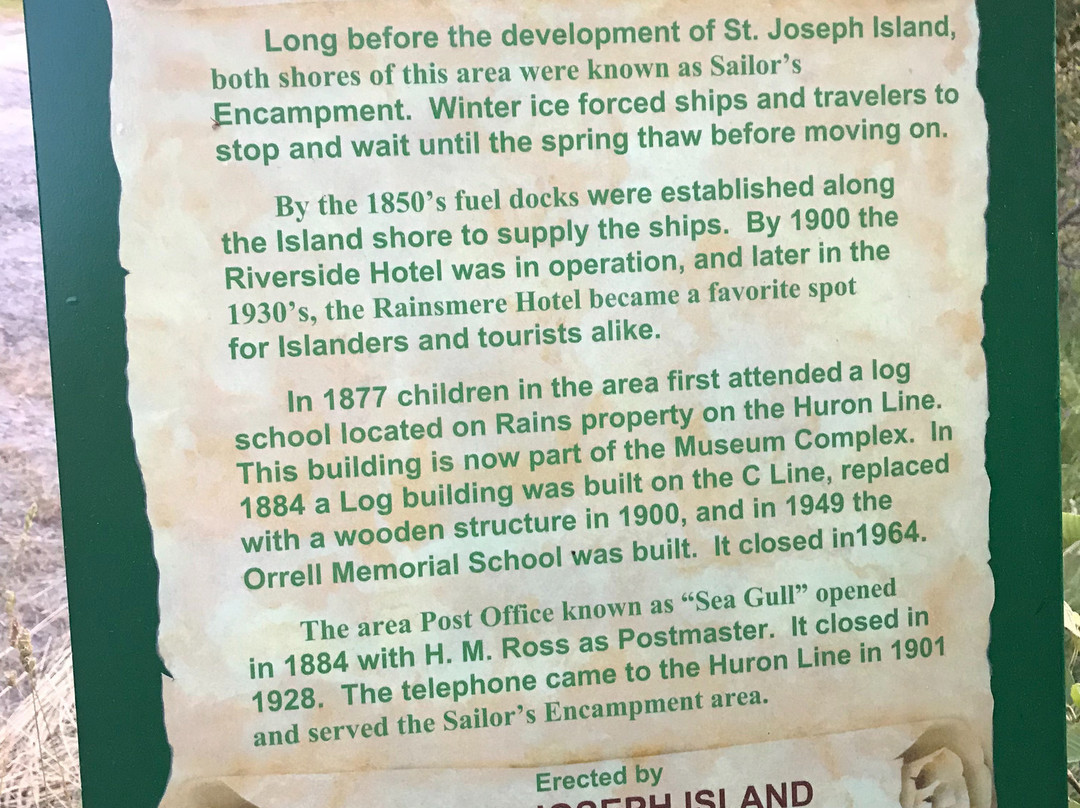 Long before the development of St. Joseph Island,
both shores of this area were known as Sailor's
Encampment. Winter ice forced ships and travelers to
stop and wait until the spring thaw before moving on.
By the 1850's fuel docks were established along
the Island shore to supply the ships. By 1900 the
Riverside Hotel was in operation, and later in the
1930's, the Rainsmere Hotel became a favorite spot
for Islanders and tourists alike.
In 1877 children in the area first attended a log
school located on Rains property on the Huron Line.
This building is now part of the Museum Complex. In
1884 a Log building was built on the C Line, replaced
with a wooden structure in 1900, and in 1949 the
Orrell Memorial School was built. It closed in1964.
The area Post Office known as “Sea Gull” opened
in 1884 with H. M. Ross as Postmaster. It closed in
1928. The telephone came to the Huron Line in 1901
and served the Sailor's Encampment area.
Erected by
JOSEPH ISLAND